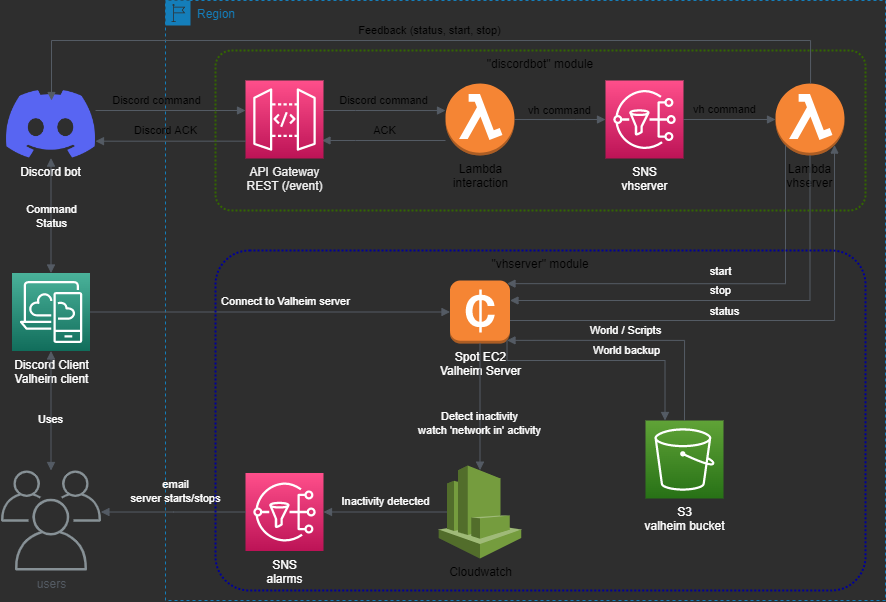 Region
Feedback (status, start, stop)
"discordbot" module
Discord command
Discord command
vh command
vh command
Discord ACK
ACK
Discord bot
API Gateway
REST (/event)
Lambda
interaction
SNS
vhserver
Lambda
vhserver
Command
Status
"vhserver" module
start
stop
status
Connect to Valheim server
World / Scripts
World backup
Spot EC2
Valheim Server
Discord Client
Valheim client
Uses
Detect inactivity
watch 'network in' activity
email
server starts/stops
Inactivity detected
S3
valheim bucket
SNS
alarms
Cloudwatch
users